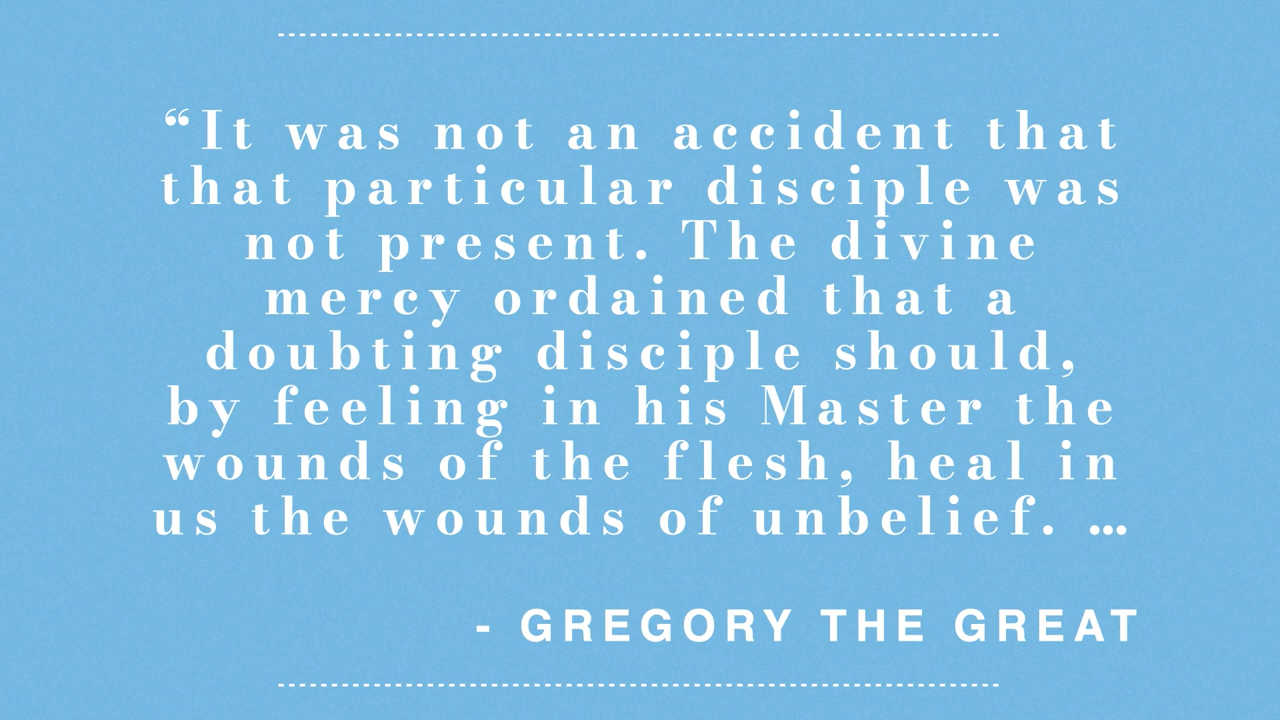 “It was not an accident that
that particular disciple was
not present. The divine
mercy ordained that a
doubting disciple should,
by feeling in his Master the
wounds of the flesh, heal in
us the wounds of unbelief. …
- GREGORY THE GREAT